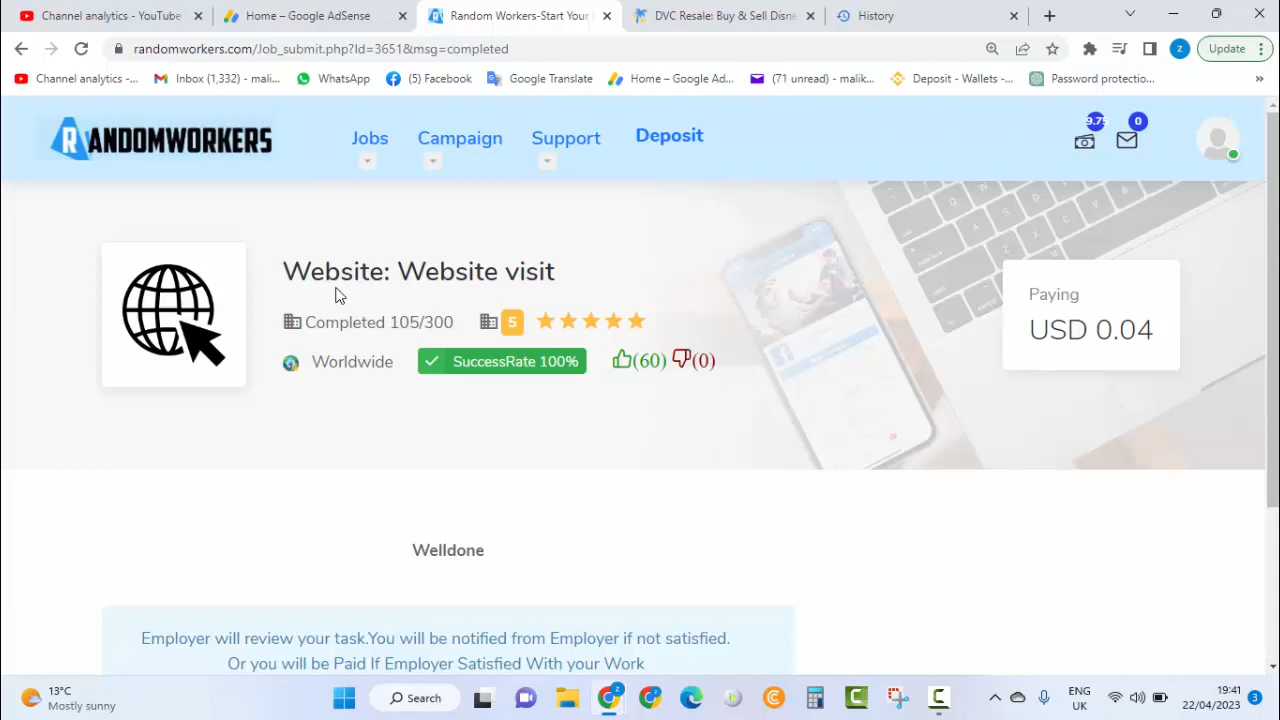 Channel analytics - YouTube
Home – Google AdSense
Random Workers-Start Your
DVC Resale: Buy & Sell Disne
History
randomworkers.com/Job_submit.php?Id=3651&msg=completed
Z
Update
Channel analytics -...
Inbox (1,332) - mali...
WhatsApp
(5) Facebook
Google Translate
Home – Google Ad...
(71 unread) - malik...
Deposit - Wallets -...
Password protectio...
RANDOMWORKERS
Jobs
Campaign
Support
Deposit
9.75
0
Website: Website visit
Completed 105/300
5
Worldwide
SuccessRate 100%
(60)
(0)
Paying
USD 0.04
Welldone
Employer will review your task.You will be notified from Employer if not satisfied.
Or you will be Paid If Employer Satisfied With your Work
13°C
Mostly sunny
Search
ENG
UK
19:41
22/04/2023
3